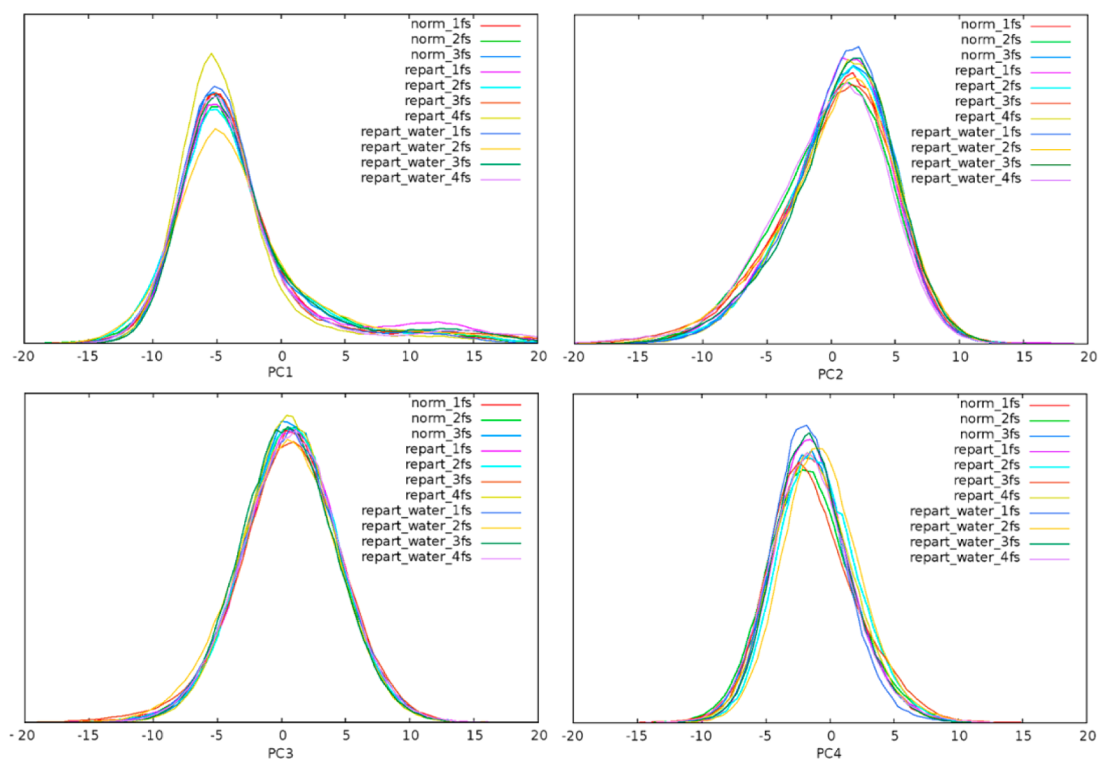 norm_1fs
norm_2fs
norm_3fs
repart_1fs
repart_2fs
repart_3fs
repart_4fs
repart_water_1fs
repart_water_2fs
repart_water_3fs
repart_water_4fs
-20 -15 -10 -5 0 5 10 15 20
PC1
norm_1fs
norm_2fs
norm_3fs
repart_1fs
repart_2fs
repart_3fs
repart_4fs
repart_water_1fs
repart_water_2fs
repart_water_3fs
repart_water_4fs
-20 -15 -10 -5 0 5 10 15 20
PC2
norm_1fs
norm_2fs
norm_3fs
repart_1fs
repart_2fs
repart_3fs
repart_4fs
repart_water_1fs
repart_water_2fs
repart_water_3fs
repart_water_4fs
-20 -15 -10 -5 0 5 10 15 20
PC3
norm_1fs
norm_2fs
norm_3fs
repart_1fs
repart_2fs
repart_3fs
repart_4fs
repart_water_1fs
repart_water_2fs
repart_water_3fs
repart_water_4fs
-20 -15 -10 -5 0 5 10 15 20
PC4